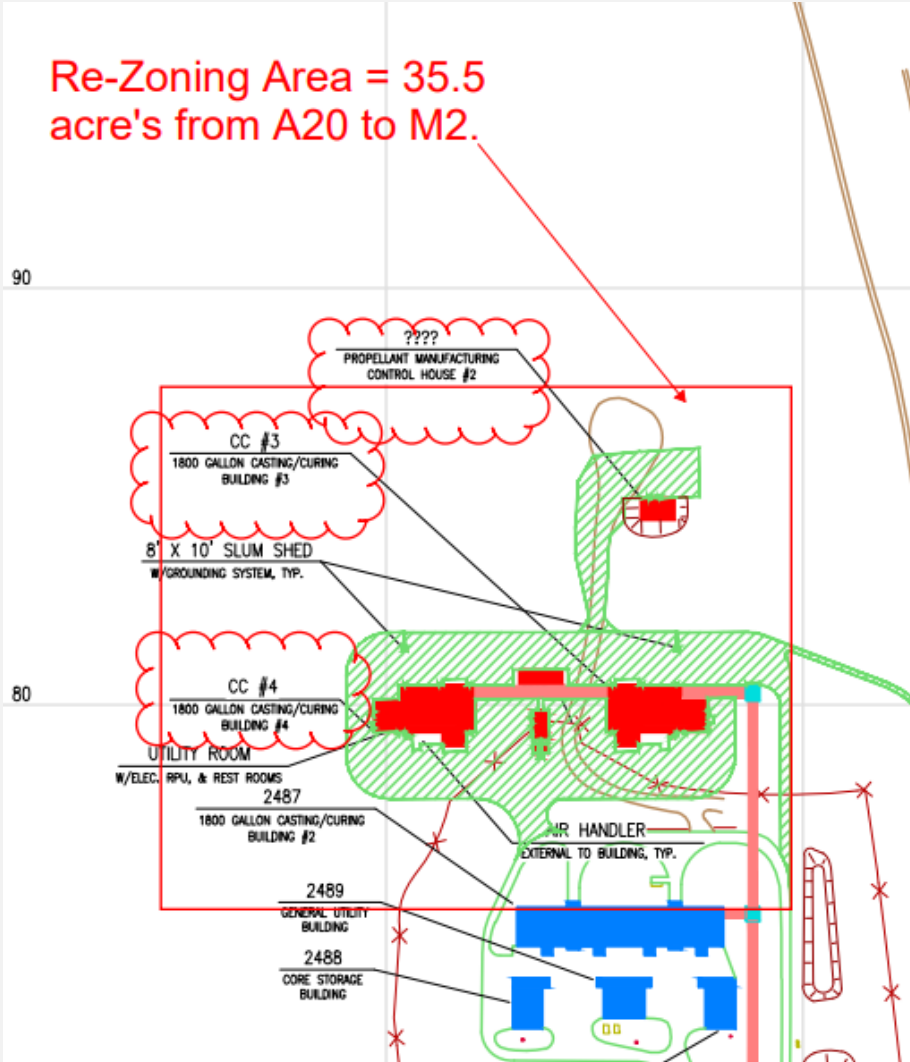 Re-Zoning Area = 35.5
acre's from A20 to M2.
90
????
PROPELLANT MANUFACTURING
CONTROL HOUSE #2
CC #3
1800 GALLON CASTING/CURING
BUILDING #3
8' X 10' SLUM SHED
W/GROUNDING SYSTEM, TYP.
CC #4
80
1800 GALLON CASTING/CURING
BUILDING #4
UTILITY ROOM
W/ELEC. RPU, & REST ROOMS
2487
1800 GALLON CASTING/CURING
BUILDING #2
AIR HANDLER
EXTERNAL TO BUILDING, TYP.
2489
GENERAL UTILITY
BUILDING
2488
CORE STORAGE
BUILDING